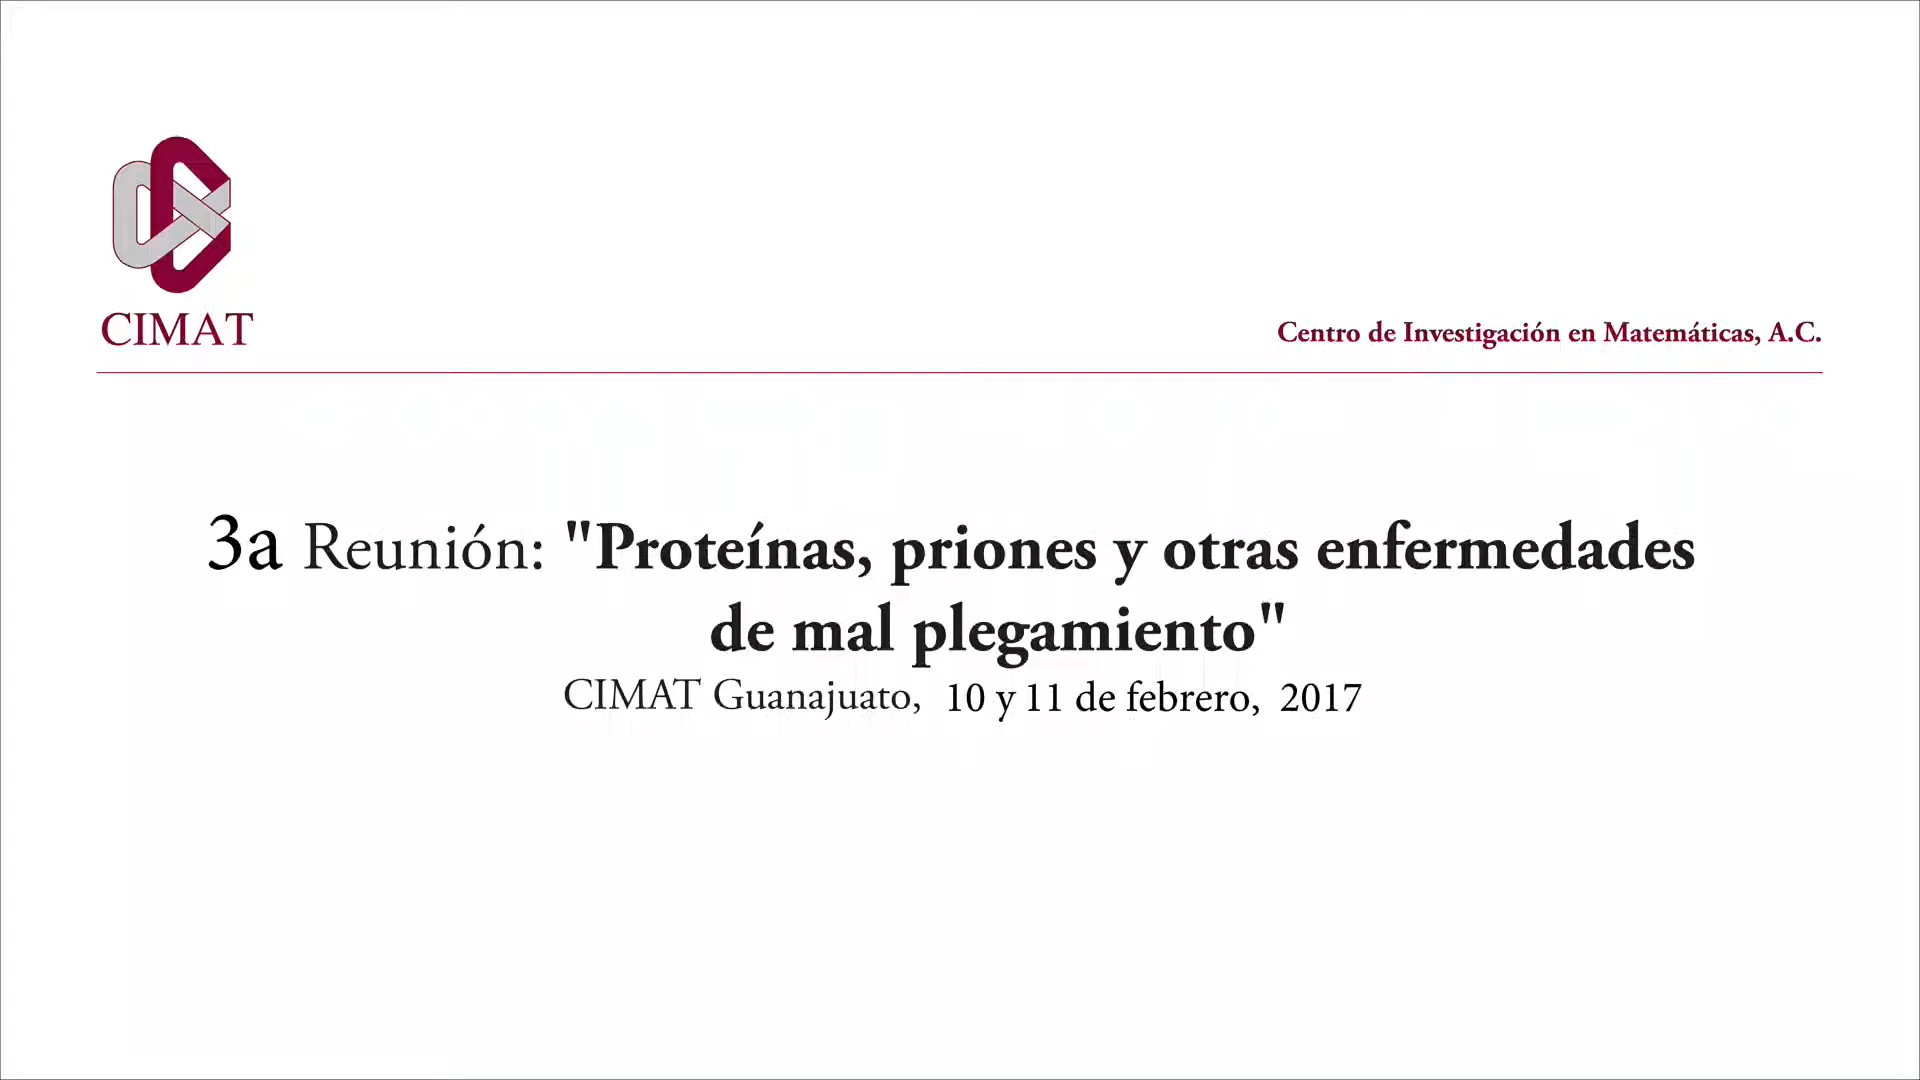 CIMAT
Centro de Investigación en Matemáticas, A.C.
3a Reunión: "Proteínas, priones y otras enfermedades
de mal plegamiento"
CIMAT Guanajuato, 10 y 11 de febrero, 2017